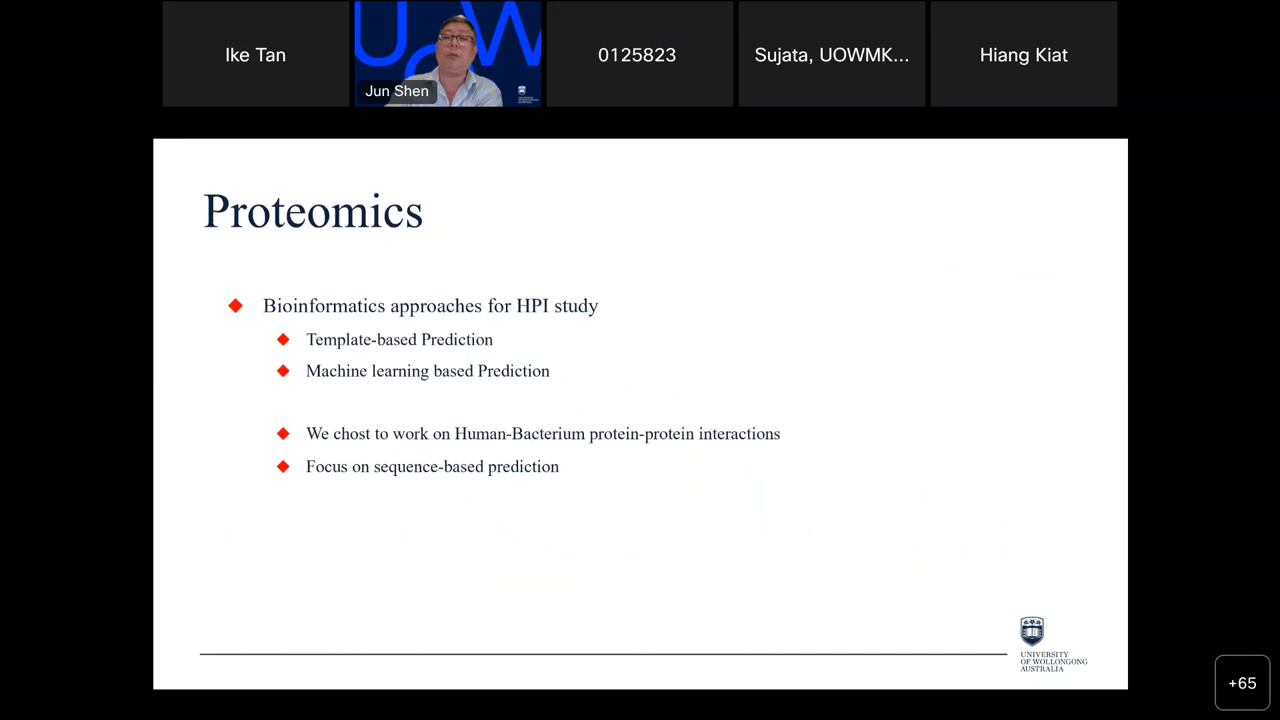 Ike Tan
UOW
Jun Shen
0125823
Sujata, UOWMK...
Hiang Kiat
Proteomics
Bioinformatics approaches for HPI study
Template-based Prediction
Machine learning based Prediction
We chost to work on Human-Bacterium protein-protein interactions
Focus on sequence-based prediction
UNIVERSITY
OF WOLLONGONG
AUSTRALIA
+65